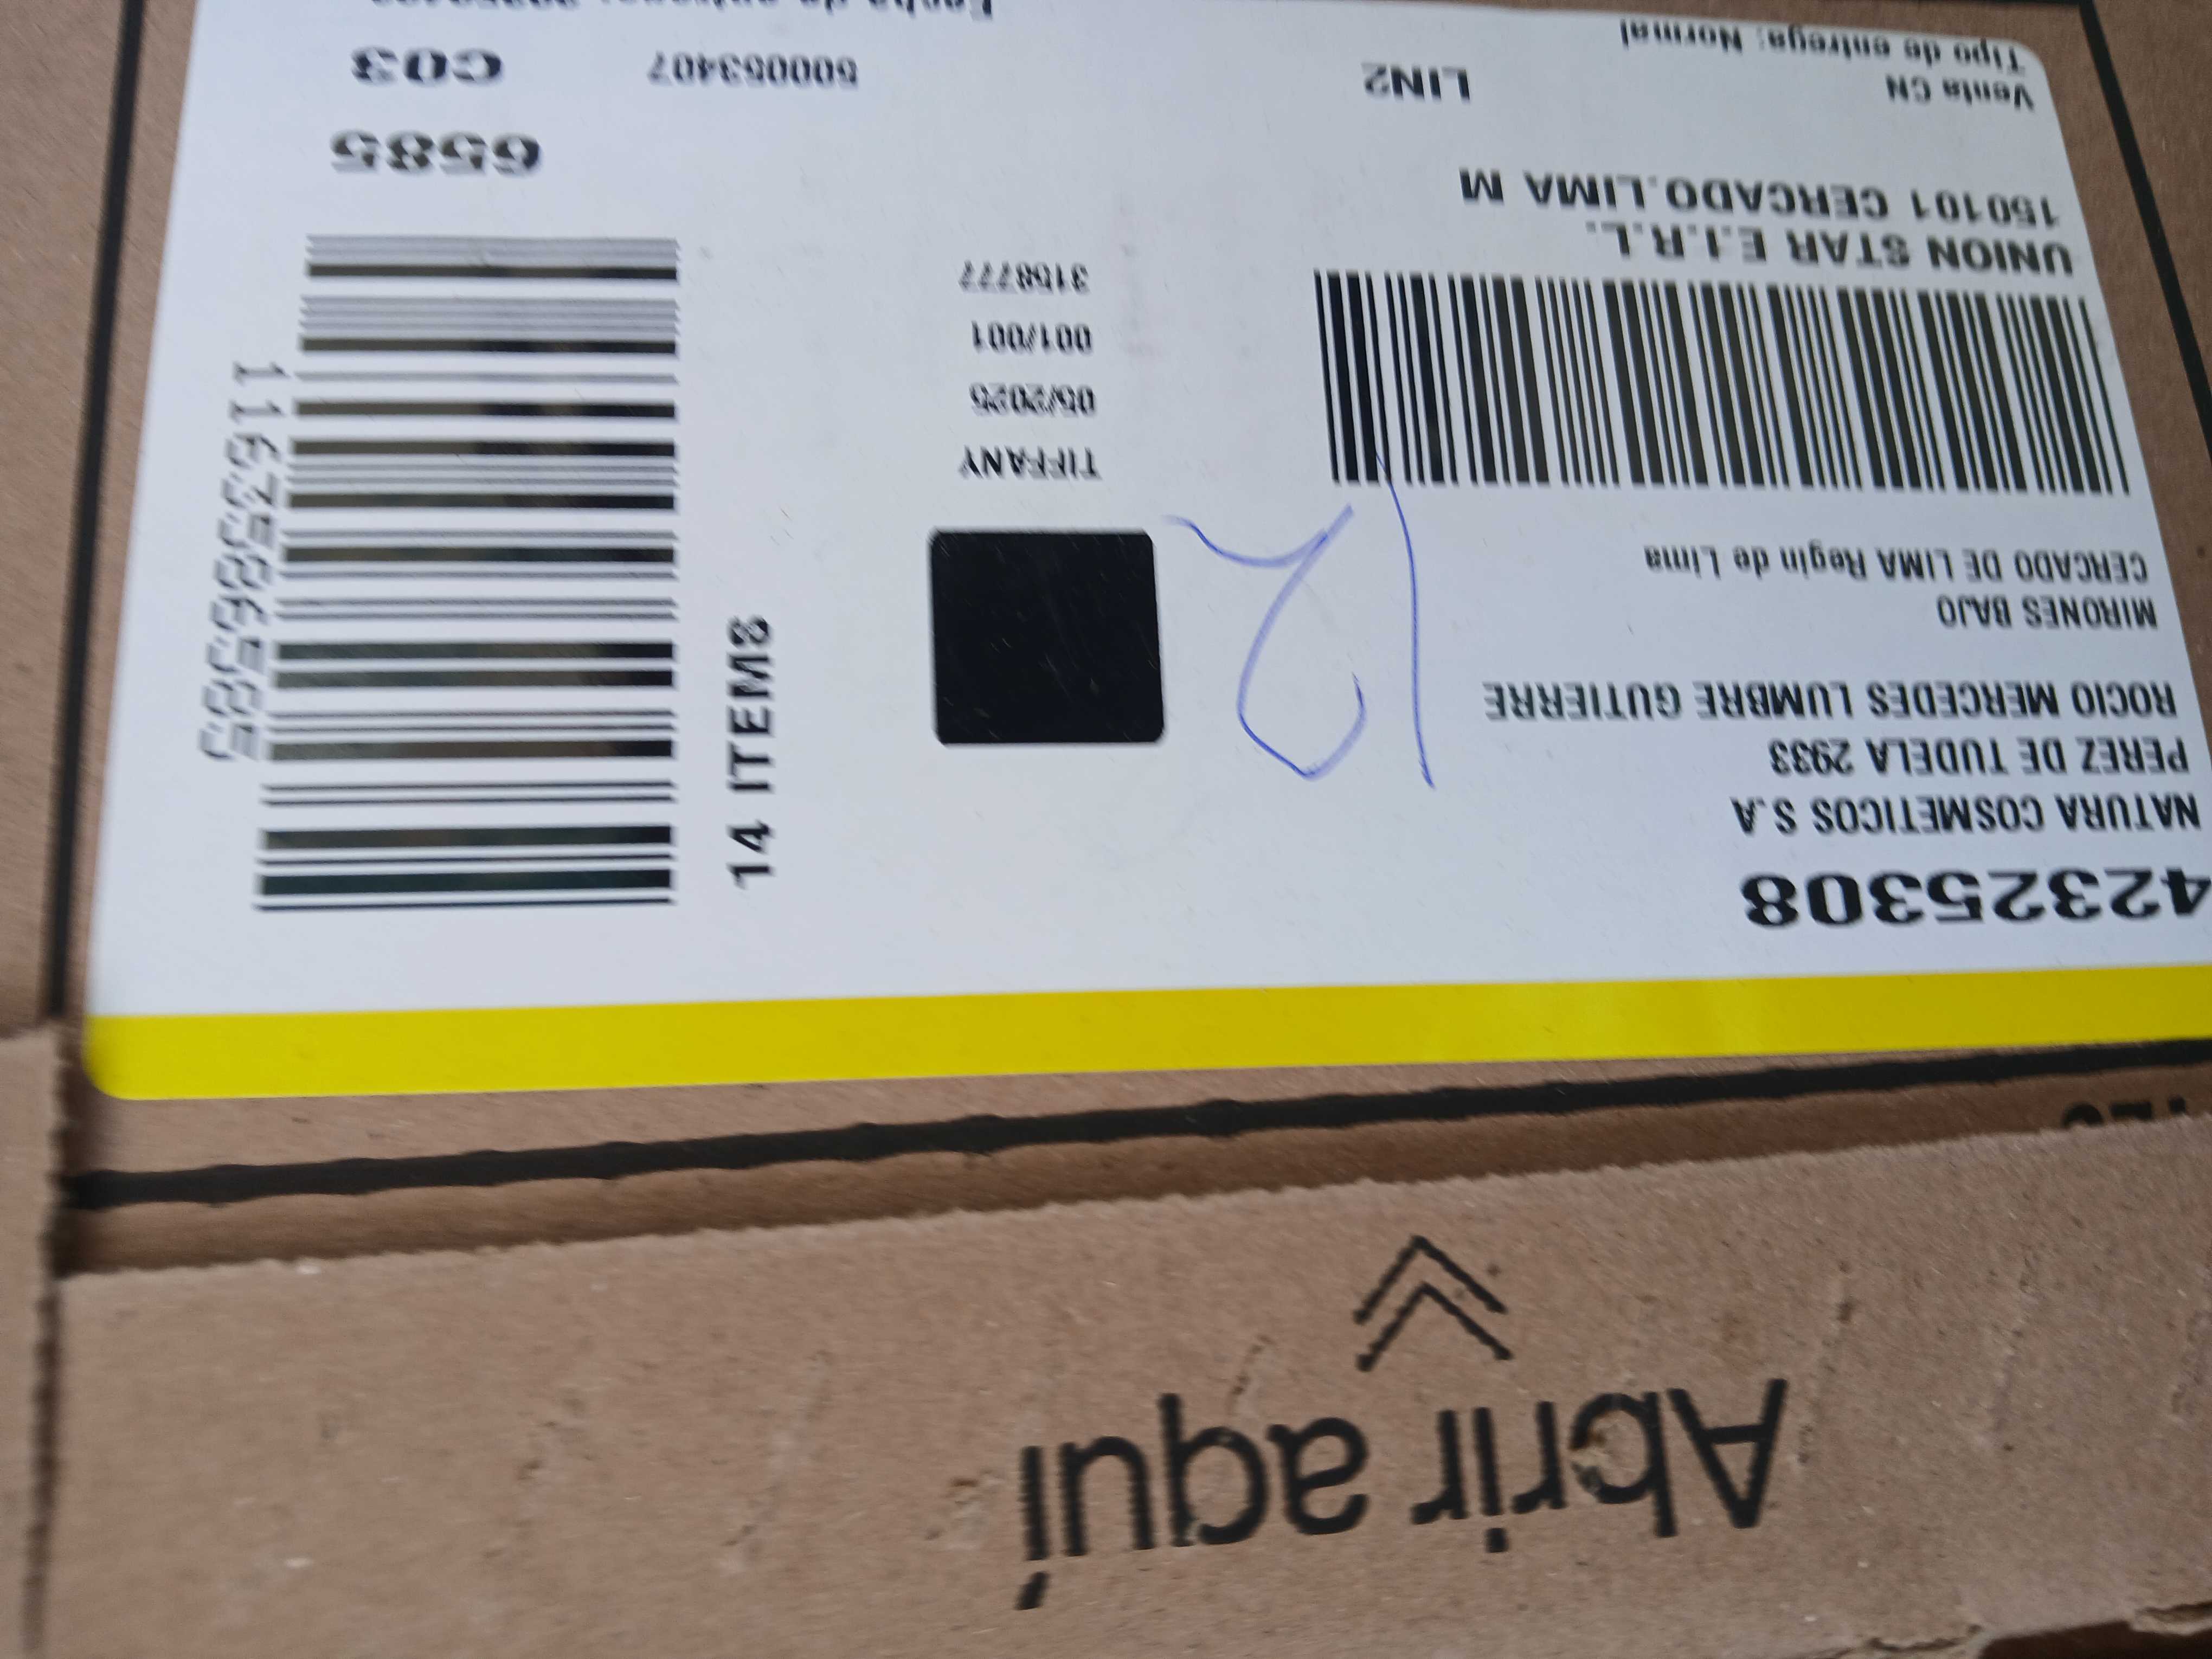 42325308
NATURA COSMETICOS S.A
PEREZ DE TUDELA 2933
ROCIO MERCEDES LUMBRE GUTIERRE
MIRONES BAJO
CERCADO DE LIMA Regin de Lima
UNION STAR E.I.R.L.
150101 CERCADO.LIMA M
Venta CN
Tipo de entrega: Normal
LIN2
12
TIFFANY
05/2025
001/001
3158777
14 ITEMS
6585
500053407
C03
Abrir aquí